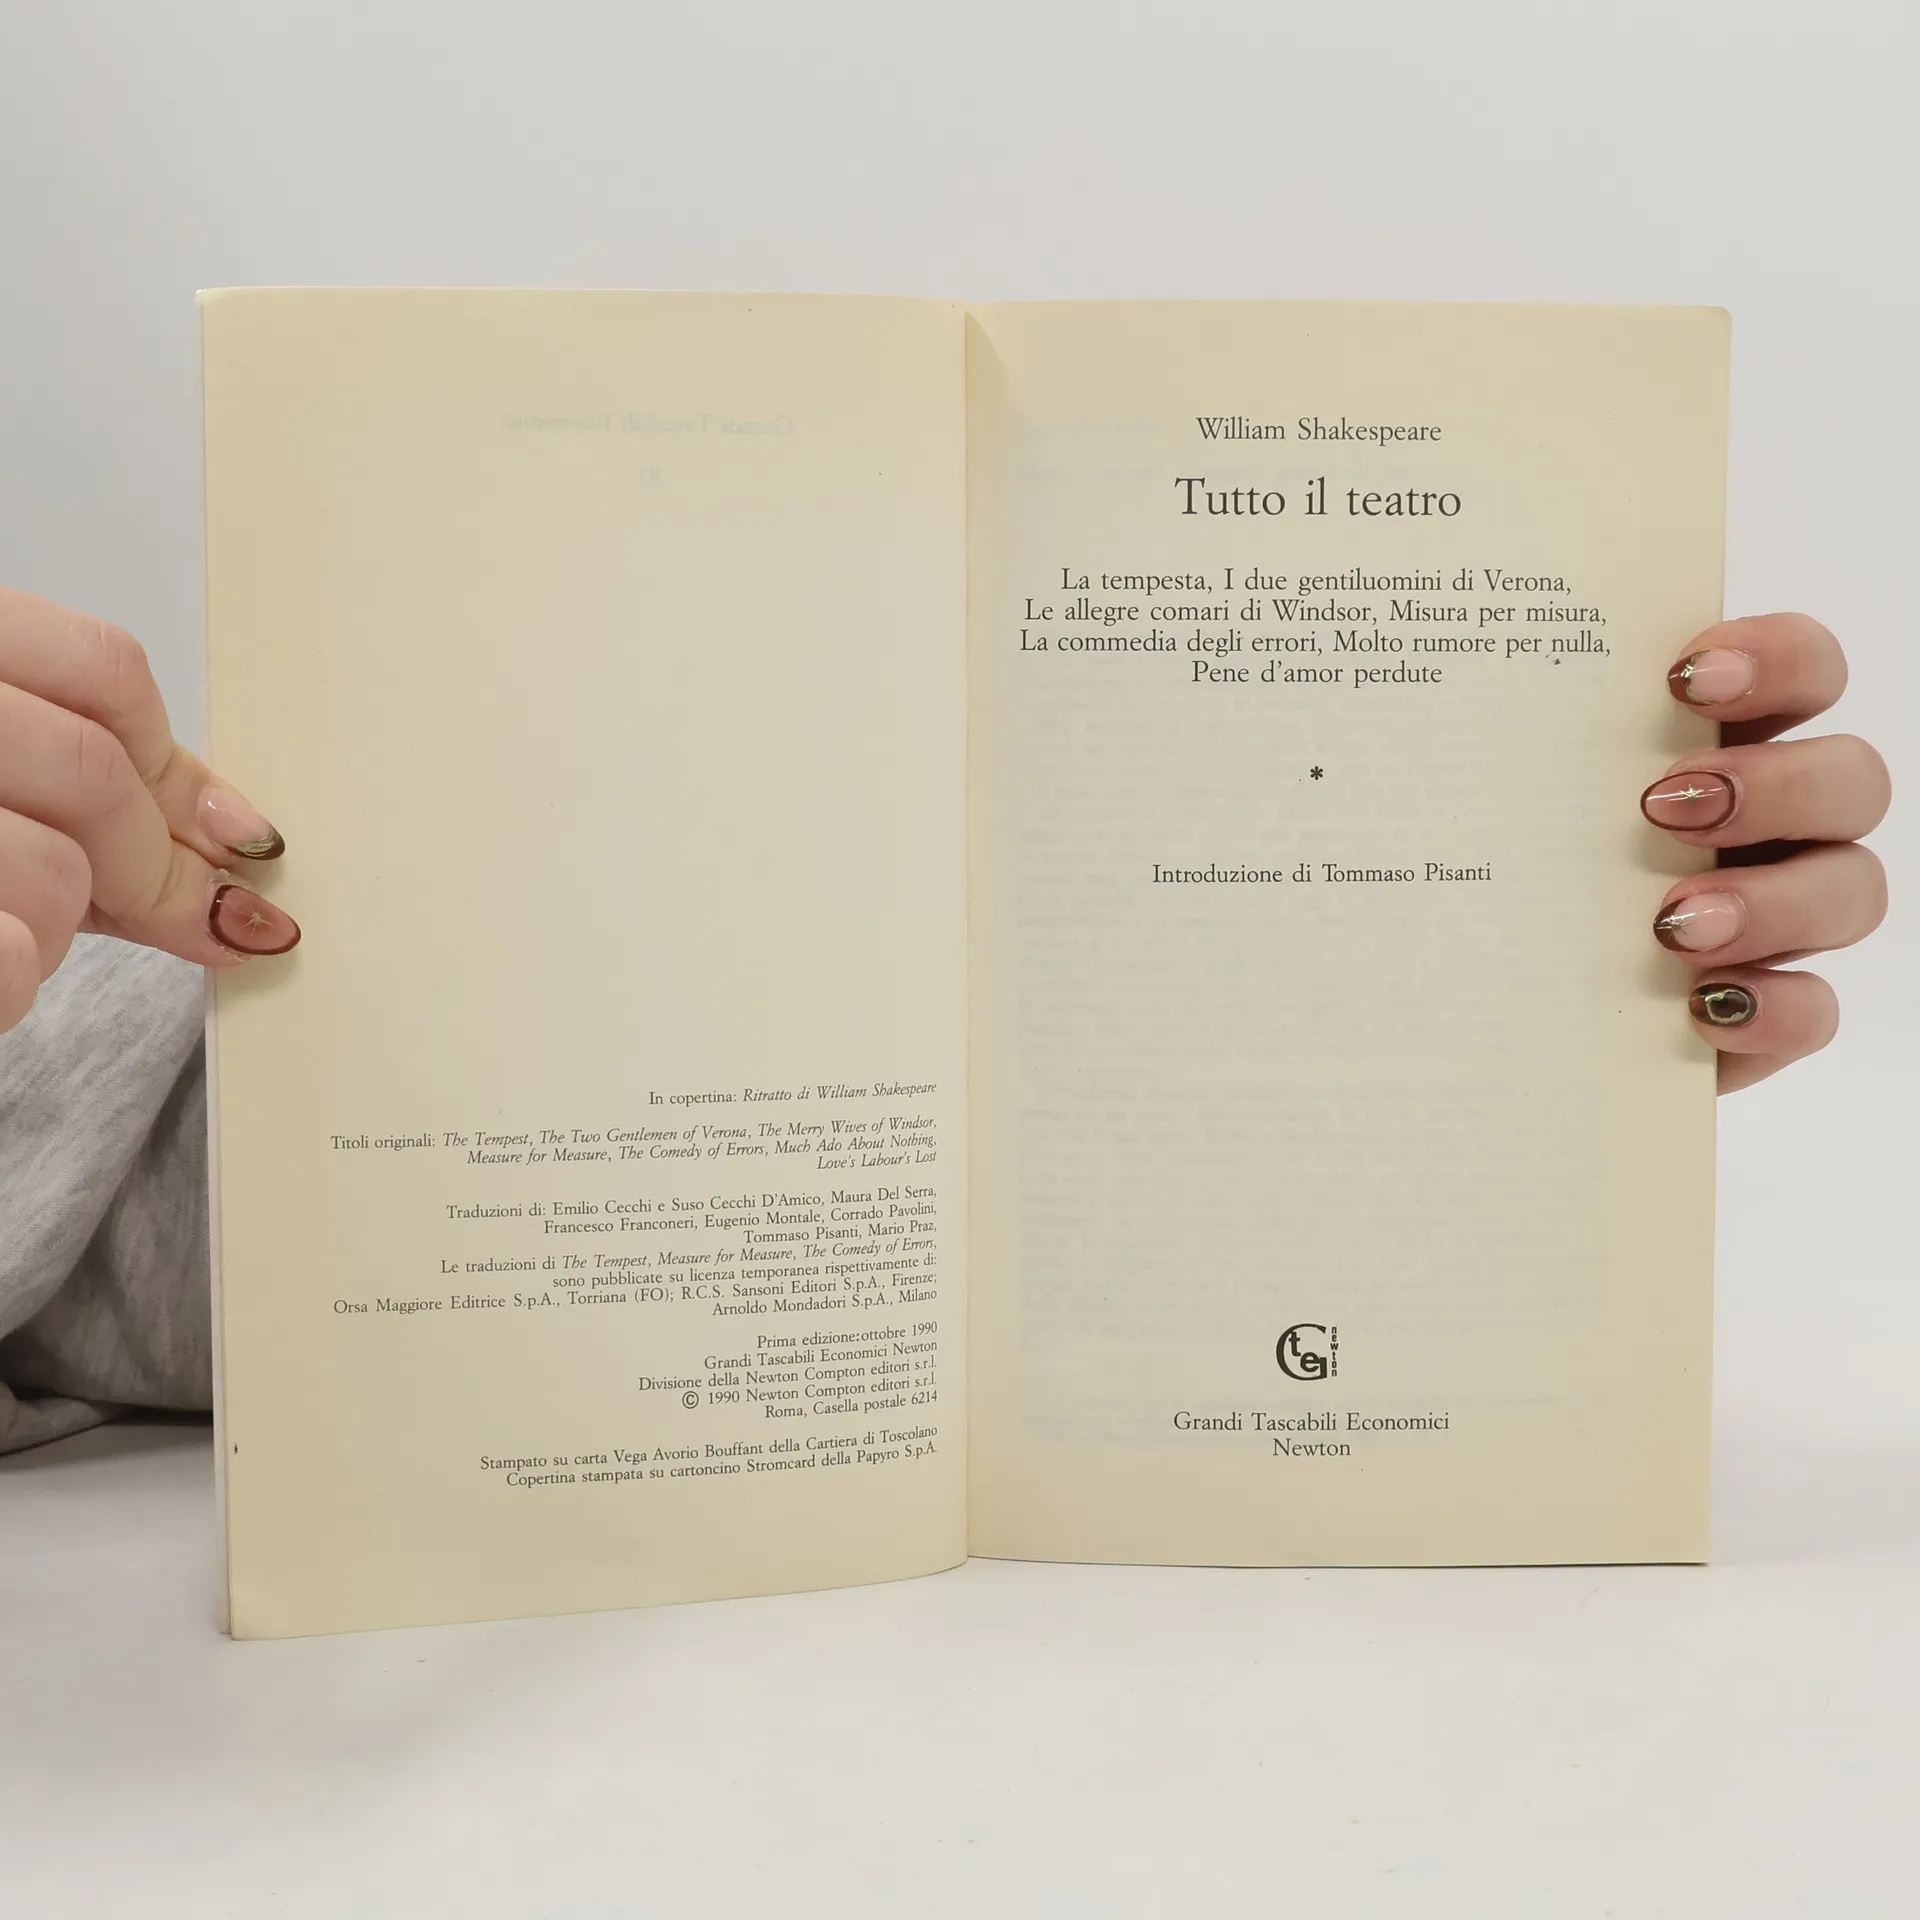 In copertina: Ritratto di William Shakespeare
Titoli originali: The Tempest, The Two Gentlemen of Verona, The Merry Wives of Windsor,
Measure for Measure, The Comedy of Errors, Much Ado About Nothing,
Love's Labour's Lost
Traduzioni di: Emilio Cecchi e Suso Cecchi D'Amico, Maura Del Serra,
Francesco Franconeri, Eugenio Montale, Corrado Pavolini,
Tommaso Pisanti, Mario Praz,
Le traduzioni di The Tempest, Measure for Measure, The Comedy of Errors,
sono pubblicate su licenza temporanea rispettivamente di:
Orsa Maggiore Editrice S.p.A., Torriana (FO); R.C.S. Sansoni Editori S.p.A., Firenze;
Arnoldo Mondadori S.p.A., Milano
Prima edizione:ottobre 1990
Grandi Tascabili Economici Newton
Divisione della Newton Compton editori s.r.l.
© 1990 Newton Compton editori s.r.l.
Roma, Casella postale 6214
Stampato su carta Vega Avorio Bouffant della Cartiera di Toscolano
Copertina stampata su cartoncino Stromcard della Papyro S.p.A.
William Shakespeare
Tutto il teatro
La tempesta, I due gentiluomini di Verona,
Le allegre comari di Windsor, Misura per misura,
La commedia degli errori, Molto rumore per nulla,
Pene d'amor perdute
*
Introduzione di Tommaso Pisanti
Gte newton
Grandi Tascabili Economici
Newton